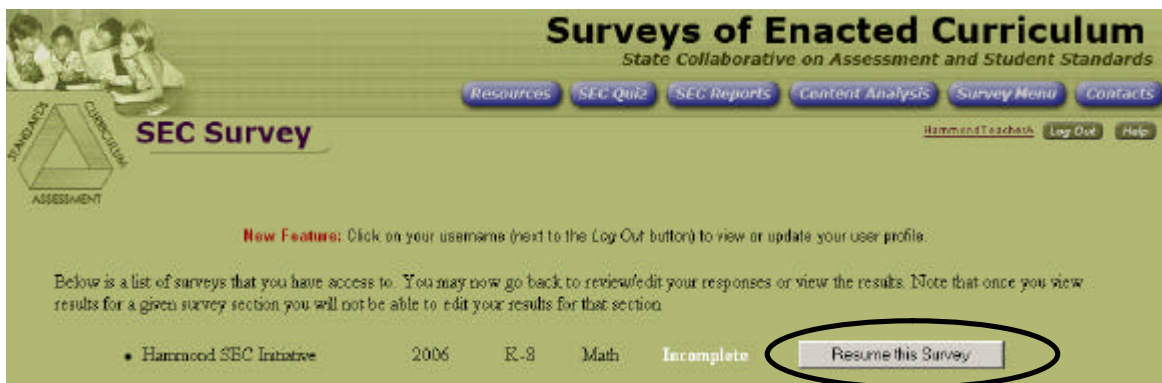 Surveys of Enacted Curriculum
State Collaborative on Assessment and Student Standards
Resources SEC Quiz SEC Reports Content Analysis Survey Menu Contacts
STANDARDS CURRICULUM
ASSESSMENT
SEC Survey
HammondTeacherA Log Out Help
New Feature: Click on your username (next to the Log Out button) to view or update your user profile.
Below is a list of surveys that you have access to. You may now go back to review/edit your responses or view the results. Note that once you view
results for a given survey section you will not be able to edit your results for that section
• Hammond SEC Initiative 2006 K-8 Math Incomplete Resume this Survey